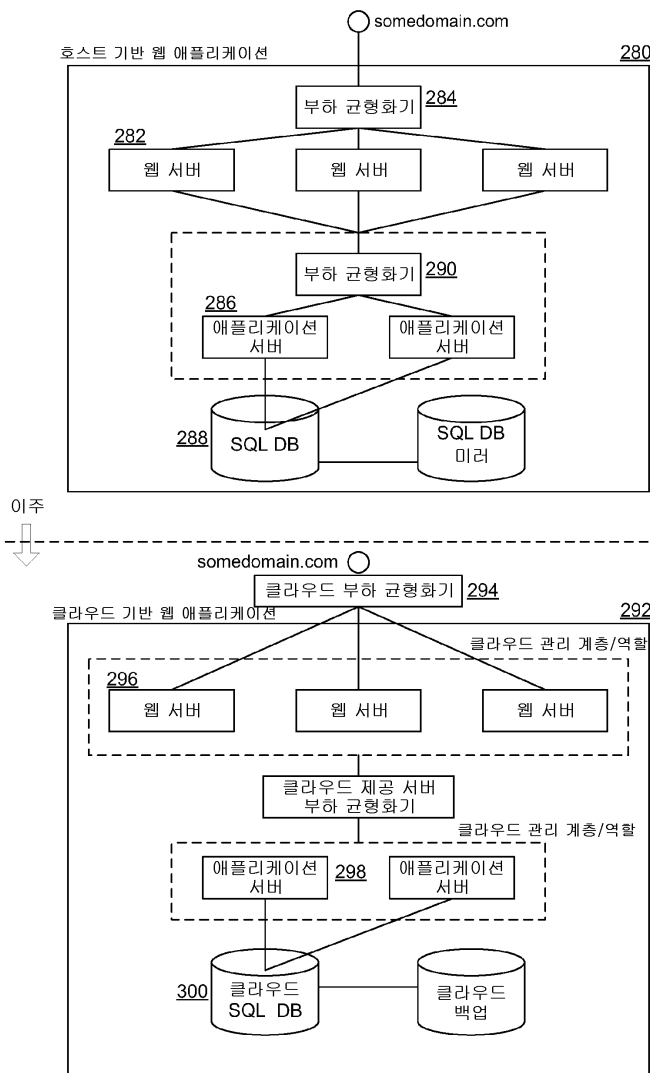 somedomain.com
호스트 기반 웹 애플리케이션
280
부하 균형화기
284
282
웹 서버
웹 서버
웹 서버
부하 균형화기
290
286
애플리케이션
서버
애플리케이션
서버
288
SQL DB
SQL DB
미러
이주
somedomain.com
클라우드 부하 균형화기
294
클라우드 기반 웹 애플리케이션
292
클라우드 관리 계층/역할
296
웹 서버
웹 서버
웹 서버
클라우드 제공 서버
부하 균형화기
클라우드 관리 계층/역할
애플리케이션
서버
298
애플리케이션
서버
300
클라우드
SQL DB
클라우드
백업